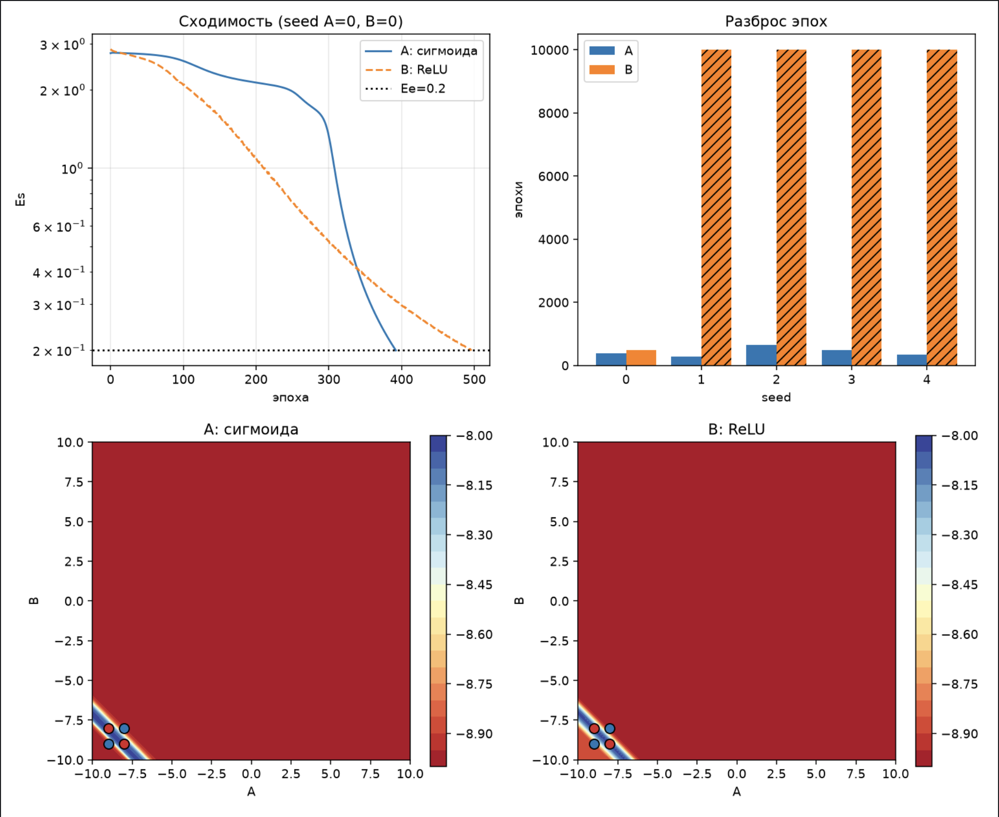 Сходимость (seed A=0, B=0)
3 × 10⁰
2 × 10⁰
10⁰
6 × 10⁻¹
4 × 10⁻¹
3 × 10⁻¹
2 × 10⁻¹
Es
A: сигмоида
B: ReLU
Ee=0.2
0 100 200 300 400 500
эпоха
Разброс эпох
10000
8000
6000
4000
2000
0
эпохи
A
B
0 1 2 3 4
seed
A: сигмоида
10.0
7.5
5.0
2.5
0.0
−2.5
−5.0
−7.5
−10.0
B
−10.0 −7.5 −5.0 −2.5 0.0 2.5 5.0 7.5 10.0
A
−8.00
−8.15
−8.30
−8.45
−8.60
−8.75
−8.90
B: ReLU
10.0
7.5
5.0
2.5
0.0
−2.5
−5.0
−7.5
−10.0
B
−10.0 −7.5 −5.0 −2.5 0.0 2.5 5.0 7.5 10.0
A
−8.00
−8.15
−8.30
−8.45
−8.60
−8.75
−8.90